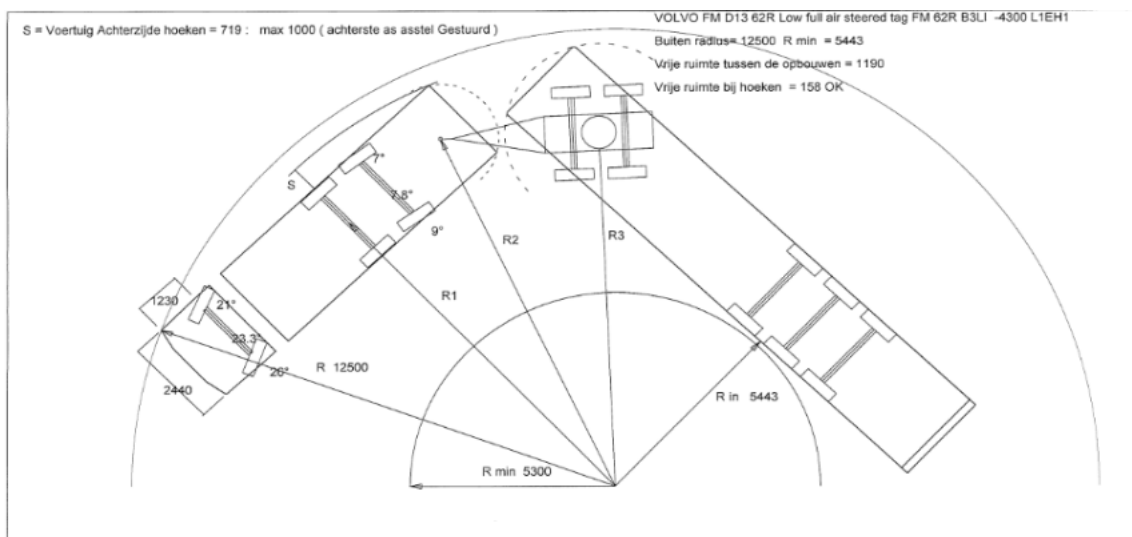 VOLVO FM D13 62R Low full air steered tag FM 62R B3LI -4300 L1EH1
S = Voertuig Achterzijde hoeken = 719 : max 1000 ( achterste as asstel Gestuurd )
Buiten radius= 12500 R min = 5443
Vrije ruimte tussen de opbouwen = 1190
Vrije ruimte bij hoeken = 158 OK
7°
S
7.8°
9°
R2
R3
R1
1230
21°
23.3°
26°
R 12500
2440
R in 5443
R min 5300